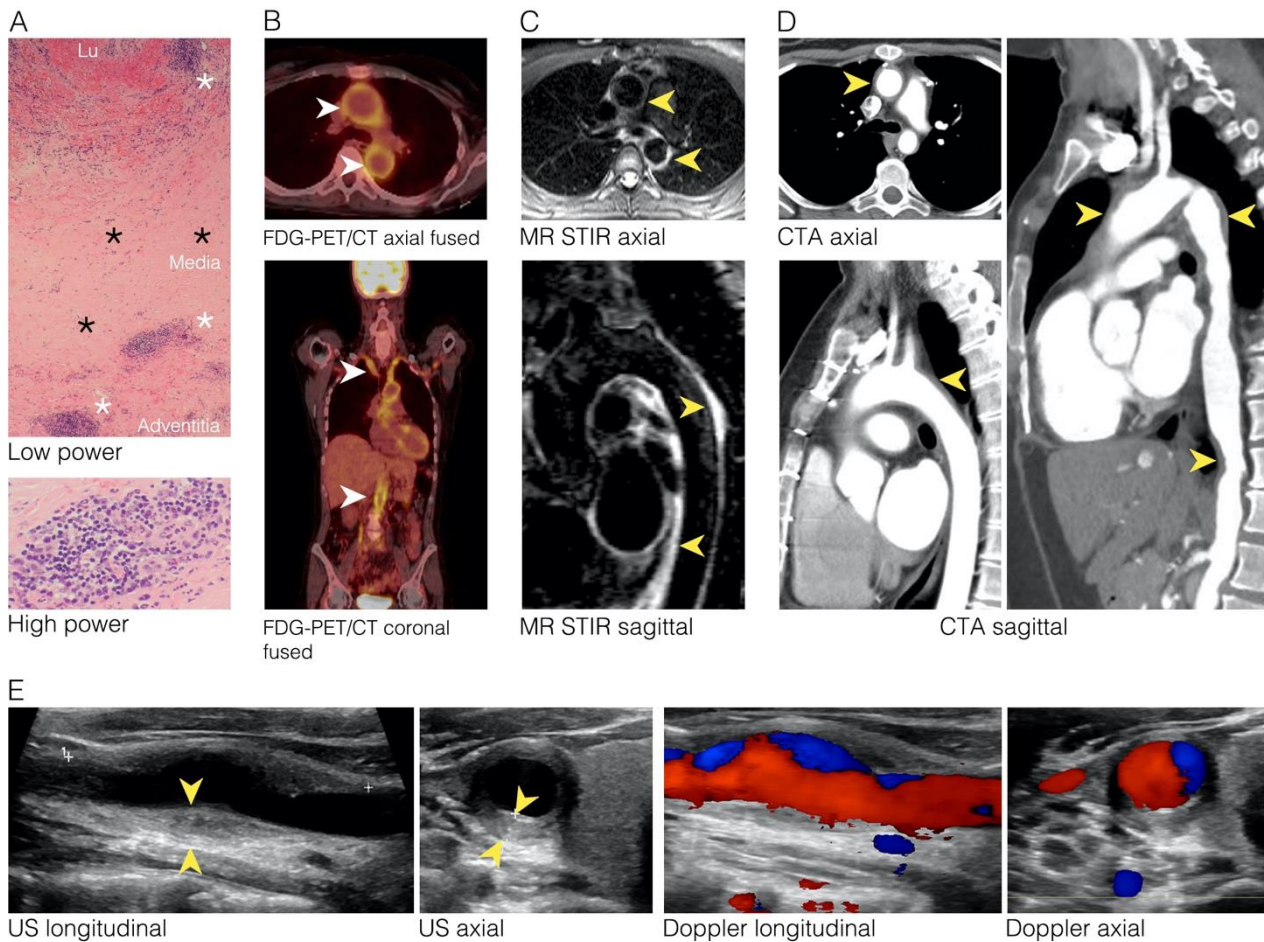 A
B
C
D
Lu
Media
Adventitia
Low power
High power
FDG-PET/CT axial fused
FDG-PET/CT coronal
fused
MR STIR axial
MR STIR sagittal
CTA axial
CTA sagittal
E
US longitudinal
US axial
Doppler longitudinal
Doppler axial